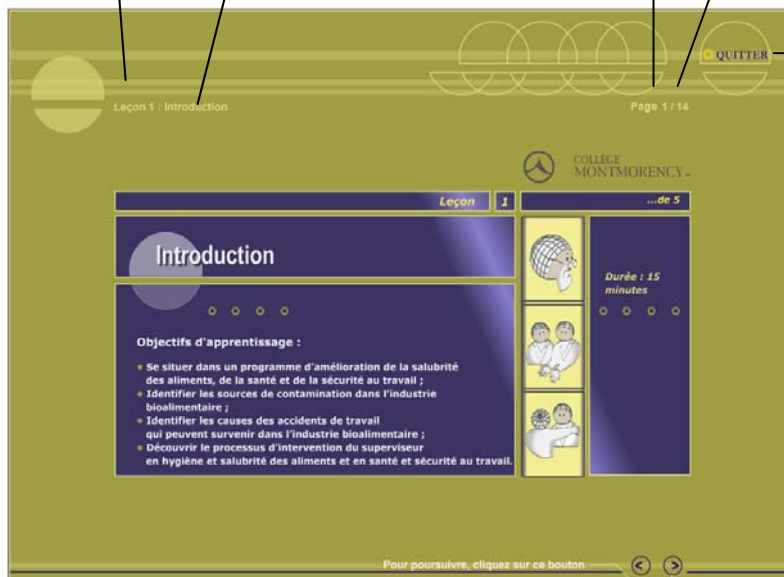 QUITTER
Leçon 1 : Introduction
Page 1 / 14
COLLEGE
MONTMORENCY
Leçon 1 ...de 5
Introduction
Durée : 15
minutes
Objectifs d'apprentissage :
Se situer dans un programme d'amélioration de la salubrité
des aliments, de la santé et de la sécurité au travail ;
Identifier les sources de contamination dans l'industrie
bioalimentaire ;
Identifier les causes des accidents de travail
qui peuvent survenir dans l'industrie bioalimentaire ;
Découvrir le processus d'intervention du superviseur
en hygiène et salubrité des aliments et en santé et sécurité au travail.
Pour poursuivre, cliquez sur ce bouton